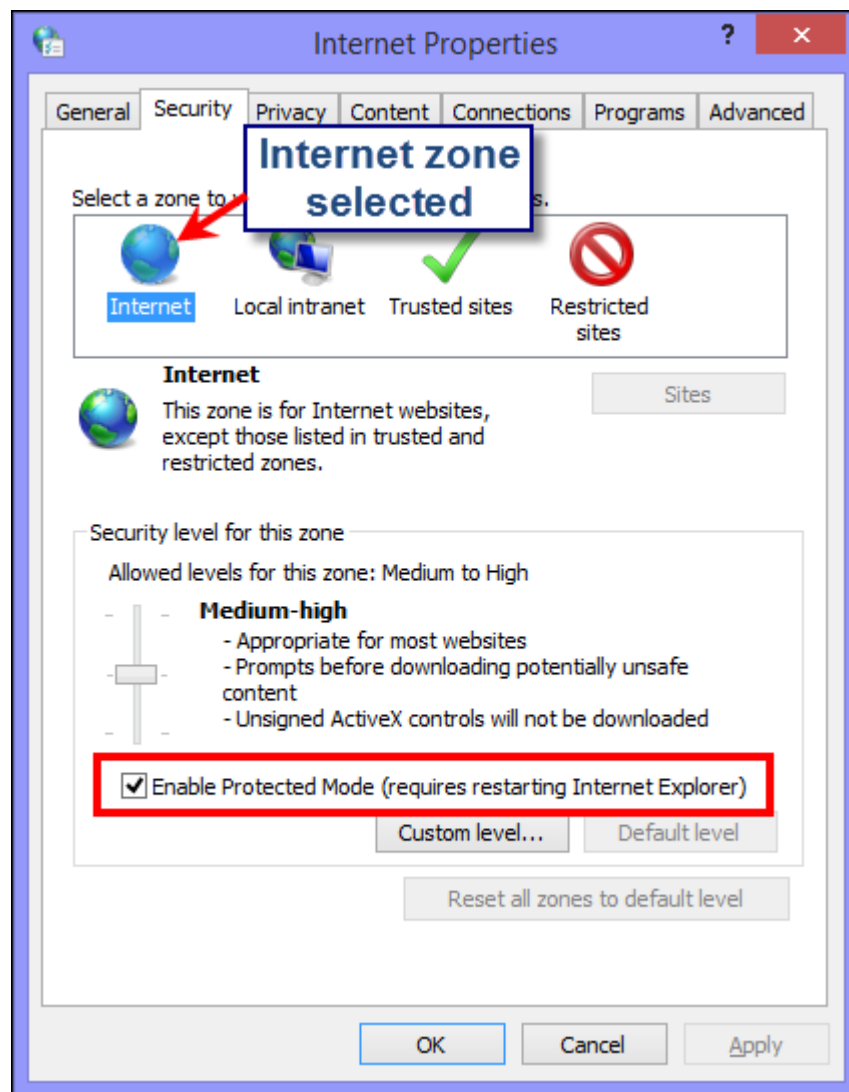 Internet Properties
?
General Security Privacy Content Connections Programs Advanced
Internet zone
selected
Select a zone to s.
Internet Local intranet Trusted sites Restricted
sites
Internet
Sites
This zone is for Internet websites,
except those listed in trusted and
restricted zones.
Security level for this zone
Allowed levels for this zone: Medium to High
Medium-high
- Appropriate for most websites
- Prompts before downloading potentially unsafe
content
- Unsigned ActiveX controls will not be downloaded
Enable Protected Mode (requires restarting Internet Explorer)
Custom level... Default level
Reset all zones to default level
OK Cancel Apply